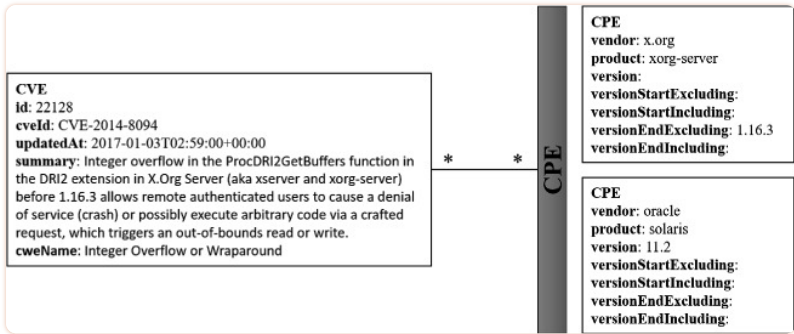 CVE
id: 22128
cveId: CVE-2014-8094
updatedAt: 2017-01-03T02:59:00+00:00
summary: Integer overflow in the ProcDRI2GetBuffers function in
the DRI2 extension in X.Org Server (aka xserver and xorg-server)
before 1.16.3 allows remote authenticated users to cause a denial
of service (crash) or possibly execute arbitrary code via a crafted
request, which triggers an out-of-bounds read or write.
cweName: Integer Overflow or Wraparound
* *
CPE
CPE
vendor: x.org
product: xorg-server
version:
versionStartExcluding:
versionStartIncluding:
versionEndExcluding: 1.16.3
versionEndIncluding:
CPE
vendor: oracle
product: solaris
version: 11.2
versionStartExcluding:
versionStartIncluding:
versionEndExcluding:
versionEndIncluding: